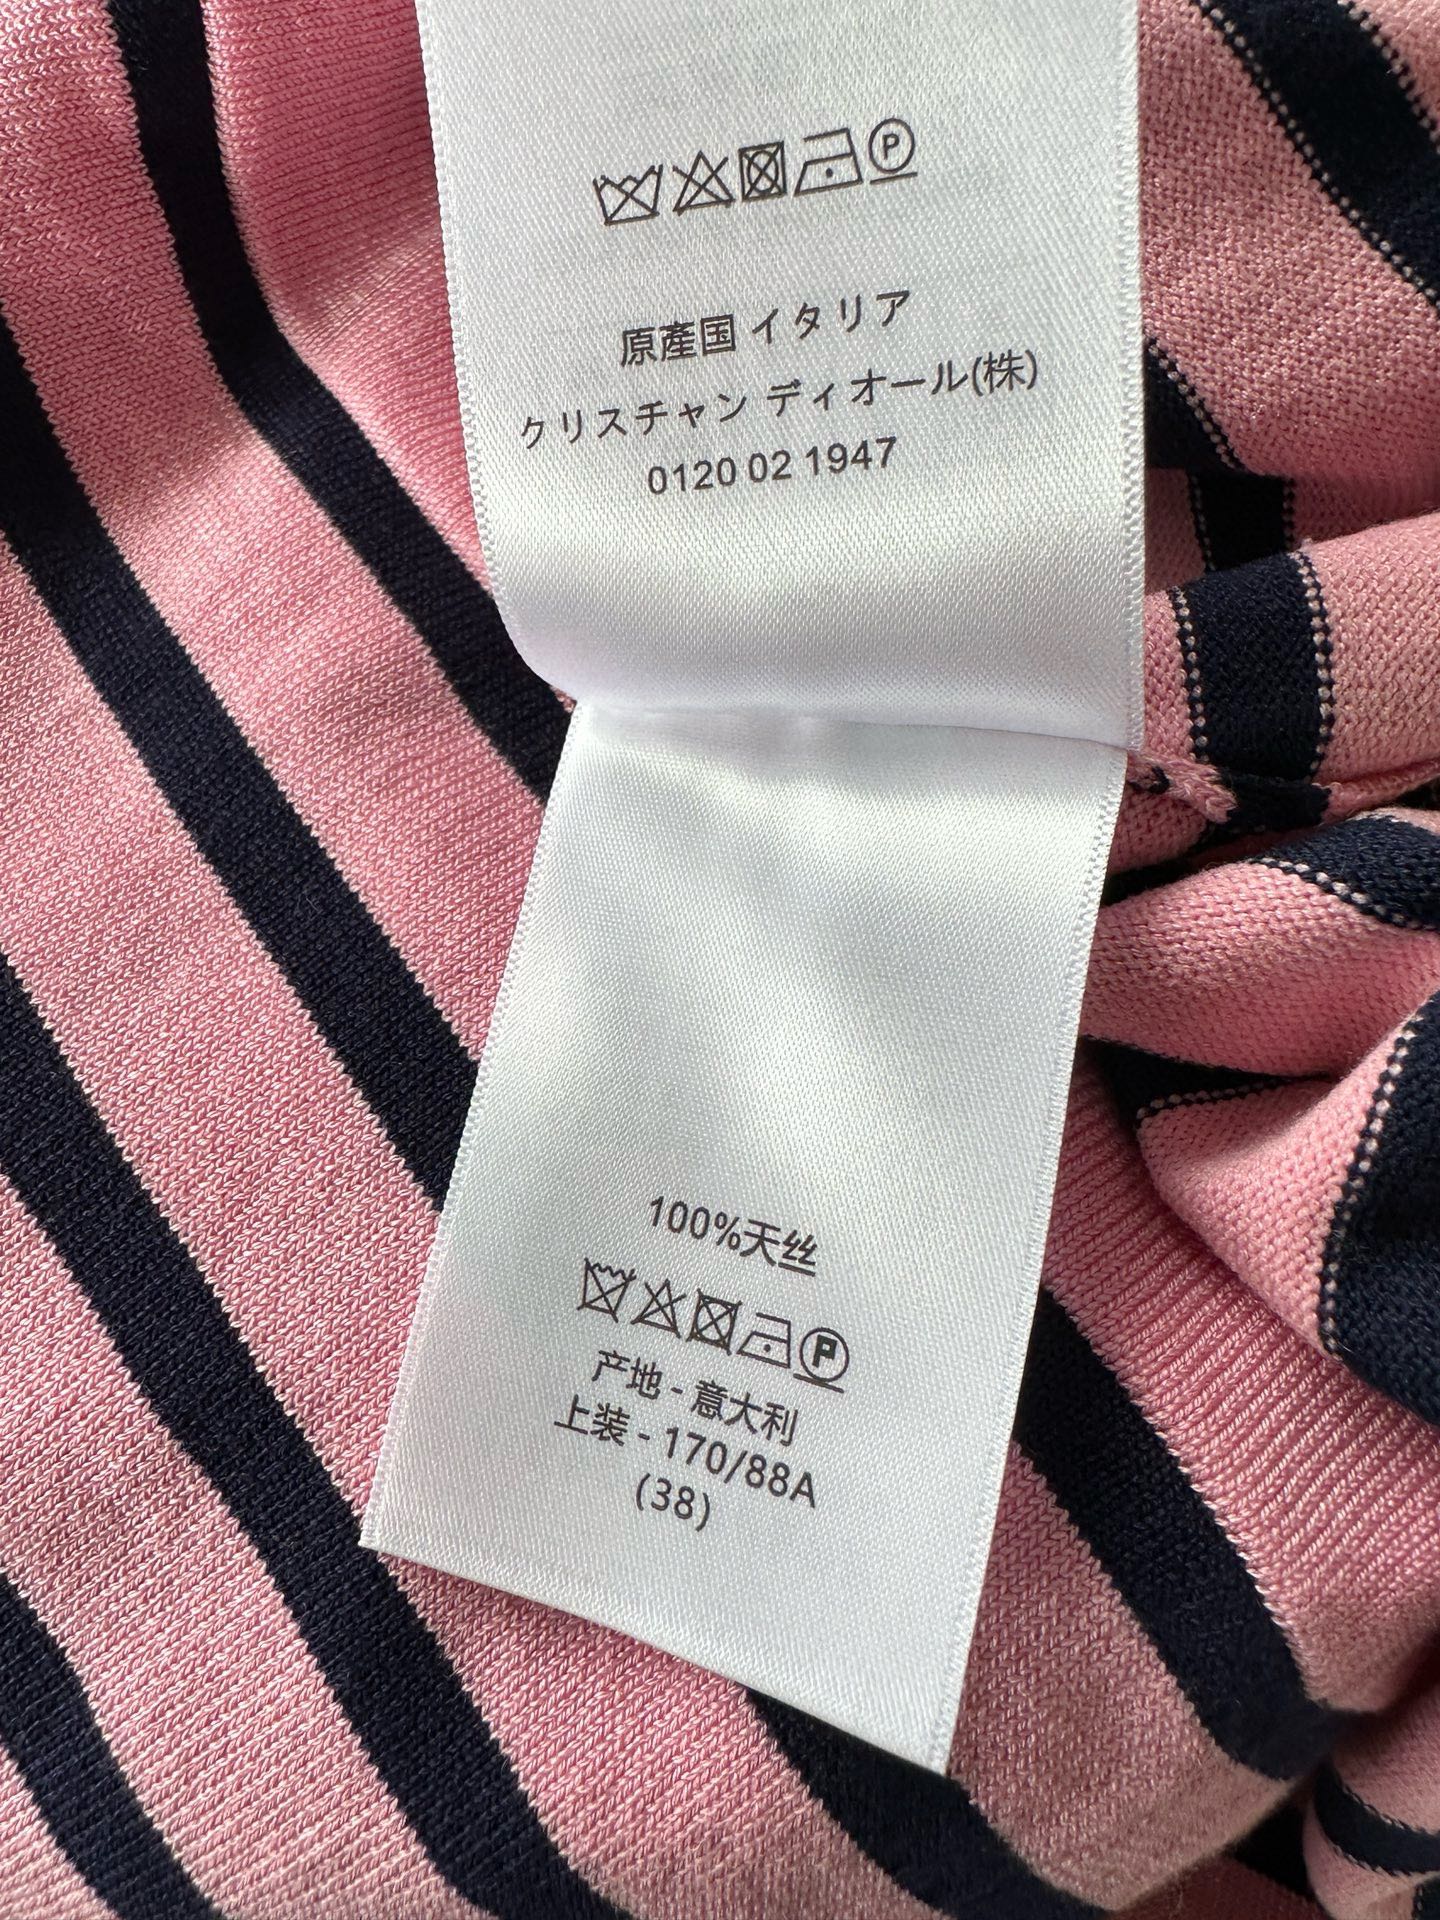 P
原産国 イタリア
クリスチャン ディオール(株)
0120 02 1947
100%天丝
P
产地 - 意大利
上装 - 170/88A
(38)